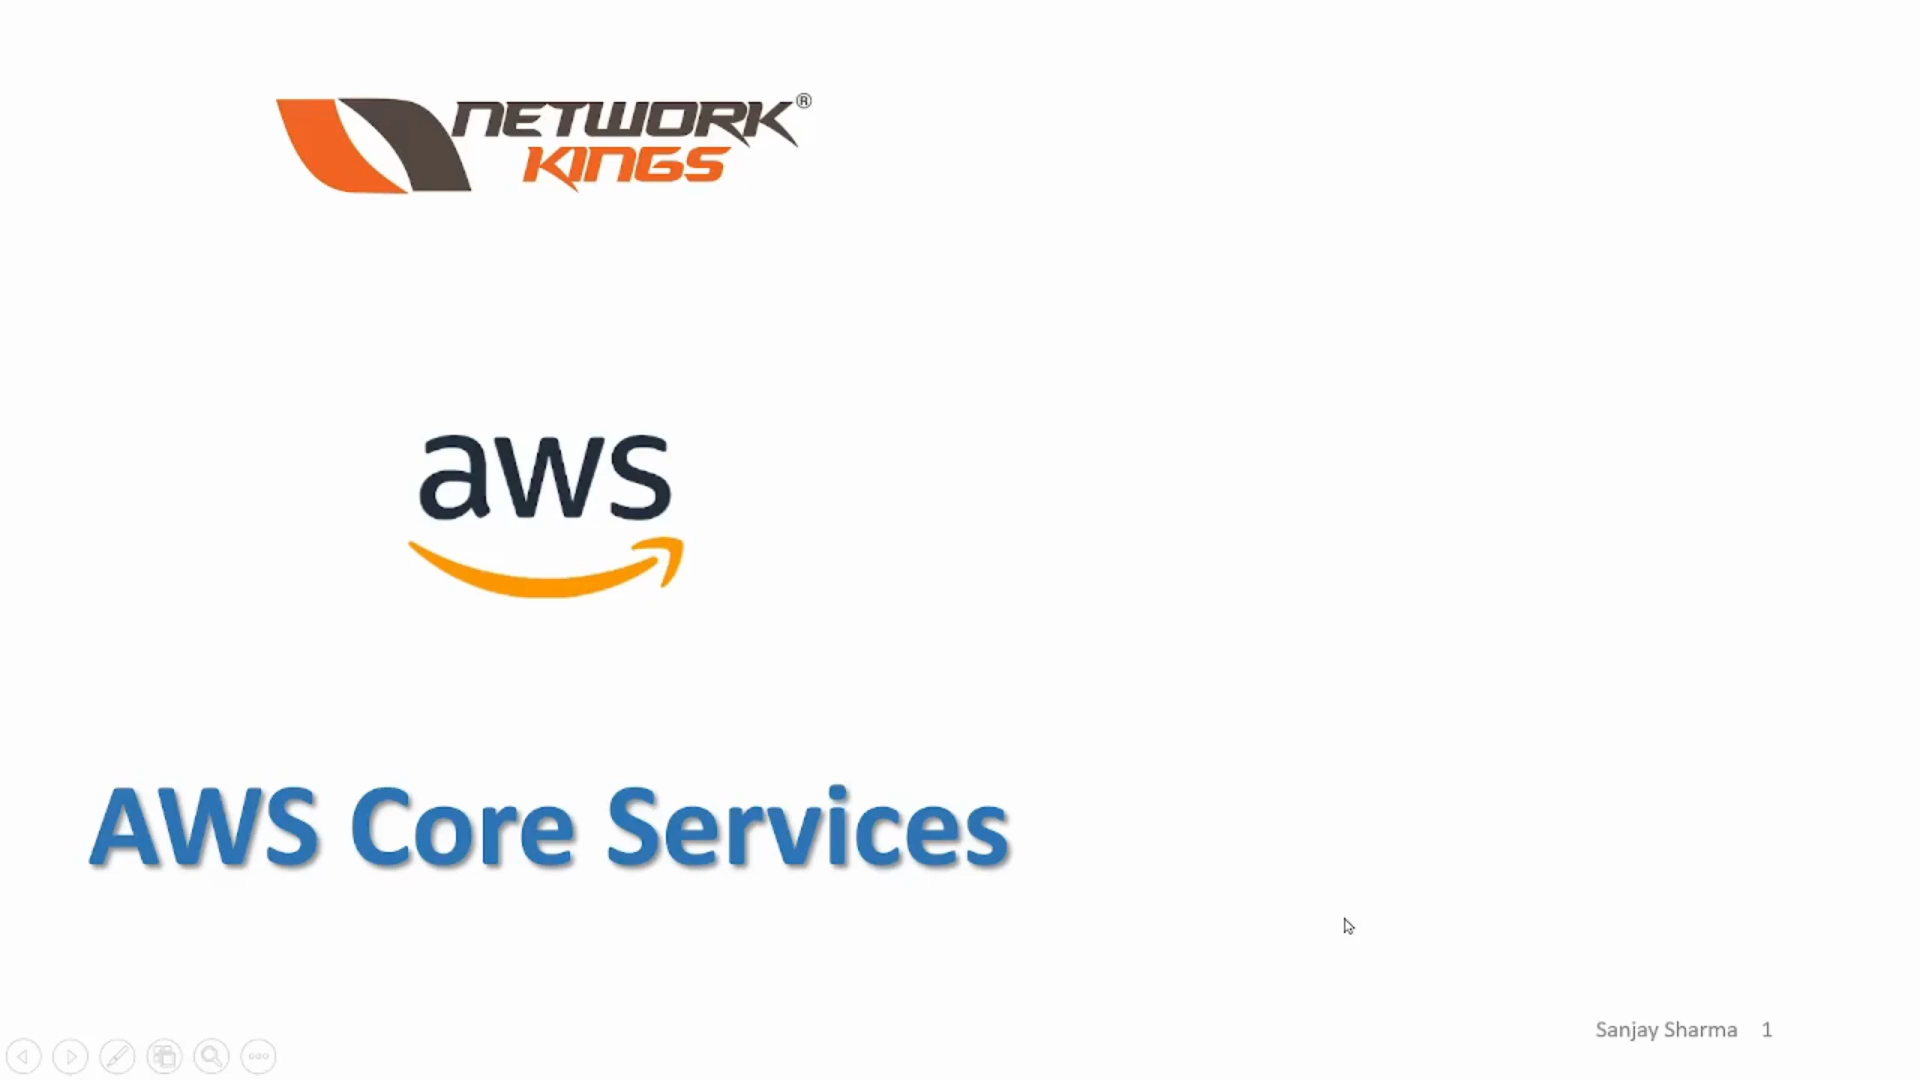 NETWORK®
KINGS
aws
AWS Core Services
Sanjay Sharma 1